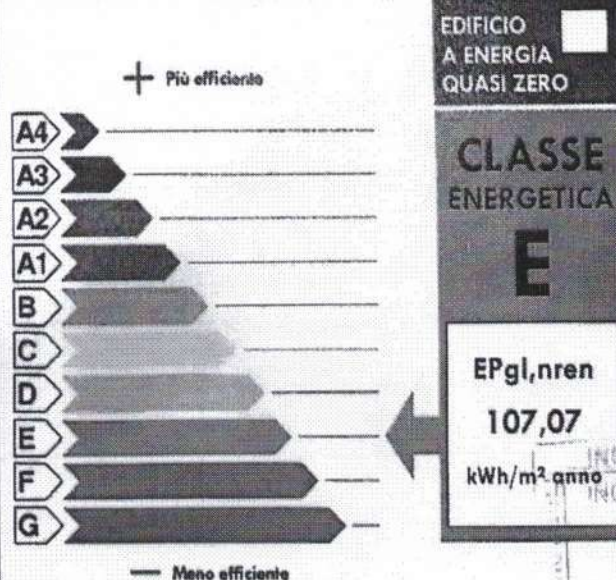 EDIFICIO
A ENERGIA
QUASI ZERO
+ Più efficiente
A4
A3
A2
A1
B
C
D
E
F
G
— Meno efficiente
CLASSE
ENERGETICA
E
EPgl,nren
107,07
kWh/m² anno